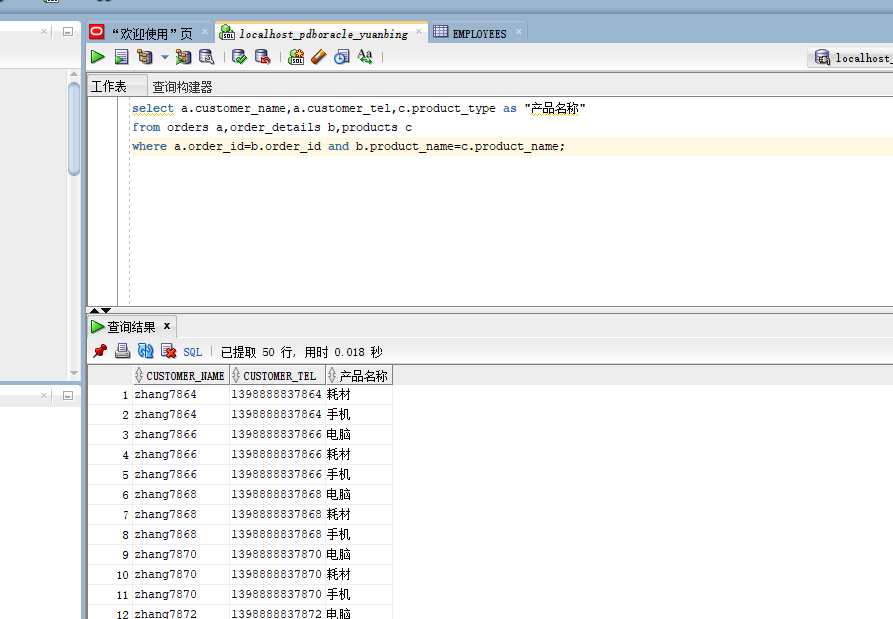 “欢迎使用”页 localhost_pdboracle_yuanbing EMPLOYEES
localhost_
工作表 查询构建器
select a.customer_name,a.customer_tel,c.product_type as "产品名称"
from orders a,order_details b,products c
where a.order_id=b.order_id and b.product_name=c.product_name;
查询结果 x
SQL | 已提取 50 行, 用时 0.018 秒
CUSTOMER_NAME CUSTOMER_TEL 产品名称
1 zhang7864 1398888837864 耗材
2 zhang7864 1398888837864 手机
3 zhang7866 1398888837866 电脑
4 zhang7866 1398888837866 耗材
5 zhang7866 1398888837866 手机
6 zhang7868 1398888837868 电脑
7 zhang7868 1398888837868 耗材
8 zhang7868 1398888837868 手机
9 zhang7870 1398888837870 电脑
10 zhang7870 1398888837870 耗材
11 zhang7870 1398888837870 手机
12 zhang7872 1398888837872 电脑